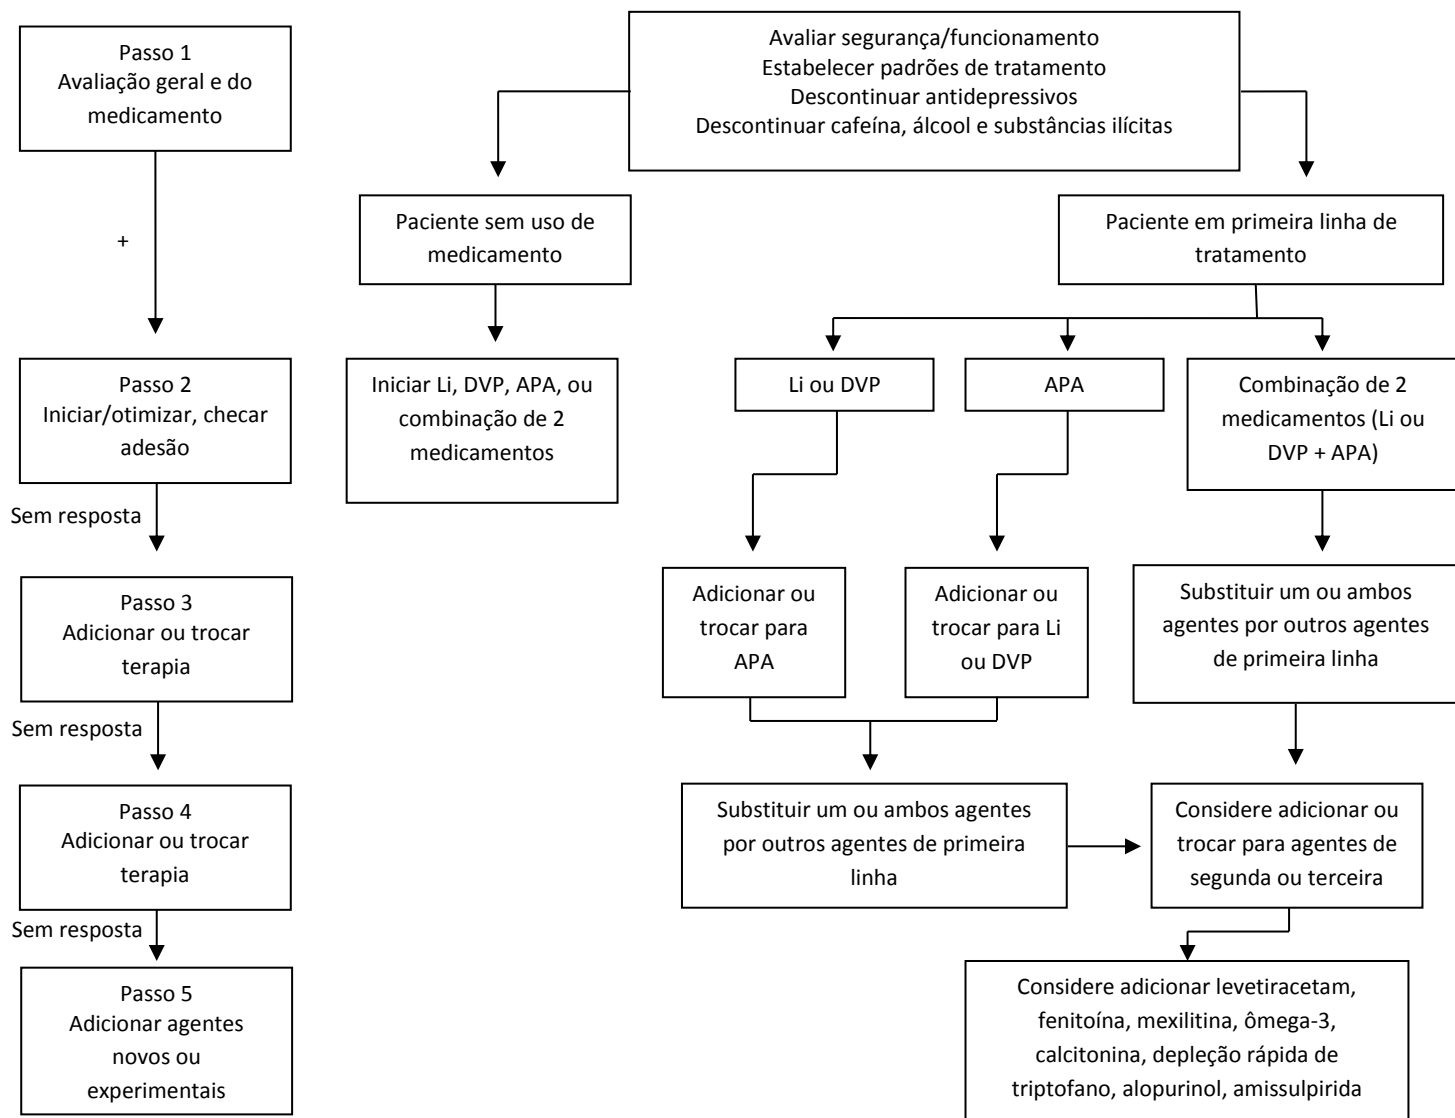 Passo 1
Avaliação geral e do
medicamento
Avaliar segurança/funcionamento
Estabelecer padrões de tratamento
Descontinuar antidepressivos
Descontinuar cafeína, álcool e substâncias ilícitas
+
Paciente sem uso de
medicamento
Paciente em primeira linha de
tratamento
Passo 2
Iniciar/otimizar, checar
adesão
Iniciar Li, DVP, APA, ou
combinação de 2
medicamentos
Li ou DVP
APA
Combinação de 2
medicamentos (Li ou
DVP + APA)
Sem resposta
Passo 3
Adicionar ou trocar
terapia
Adicionar ou
trocar para
APA
Adicionar ou
trocar para Li
ou DVP
Substituir um ou ambos
agentes por outros agentes
de primeira linha
Sem resposta
Passo 4
Adicionar ou trocar
terapia
Substituir um ou ambos agentes
por outros agentes de primeira
linha
Considere adicionar ou
trocar para agentes de
segunda ou terceira
Sem resposta
Passo 5
Adicionar agentes
novos ou
experimentais
Considere adicionar levetiracetam,
fenitoína, mexilitina, ômega-3,
calcitonina, depleção rápida de
triptofano, alopurinol, amissulpirida